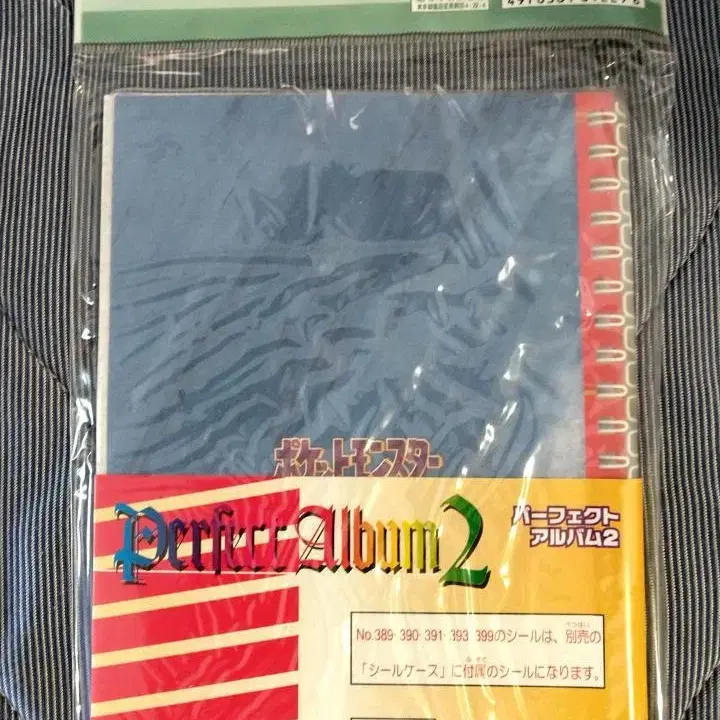 ポケットモンスター
Perfect Album 2
パーフェクト
アルバム2
No.389・390・391・393・399のシールは、別売の
「シールケース」に付属のシールになります。